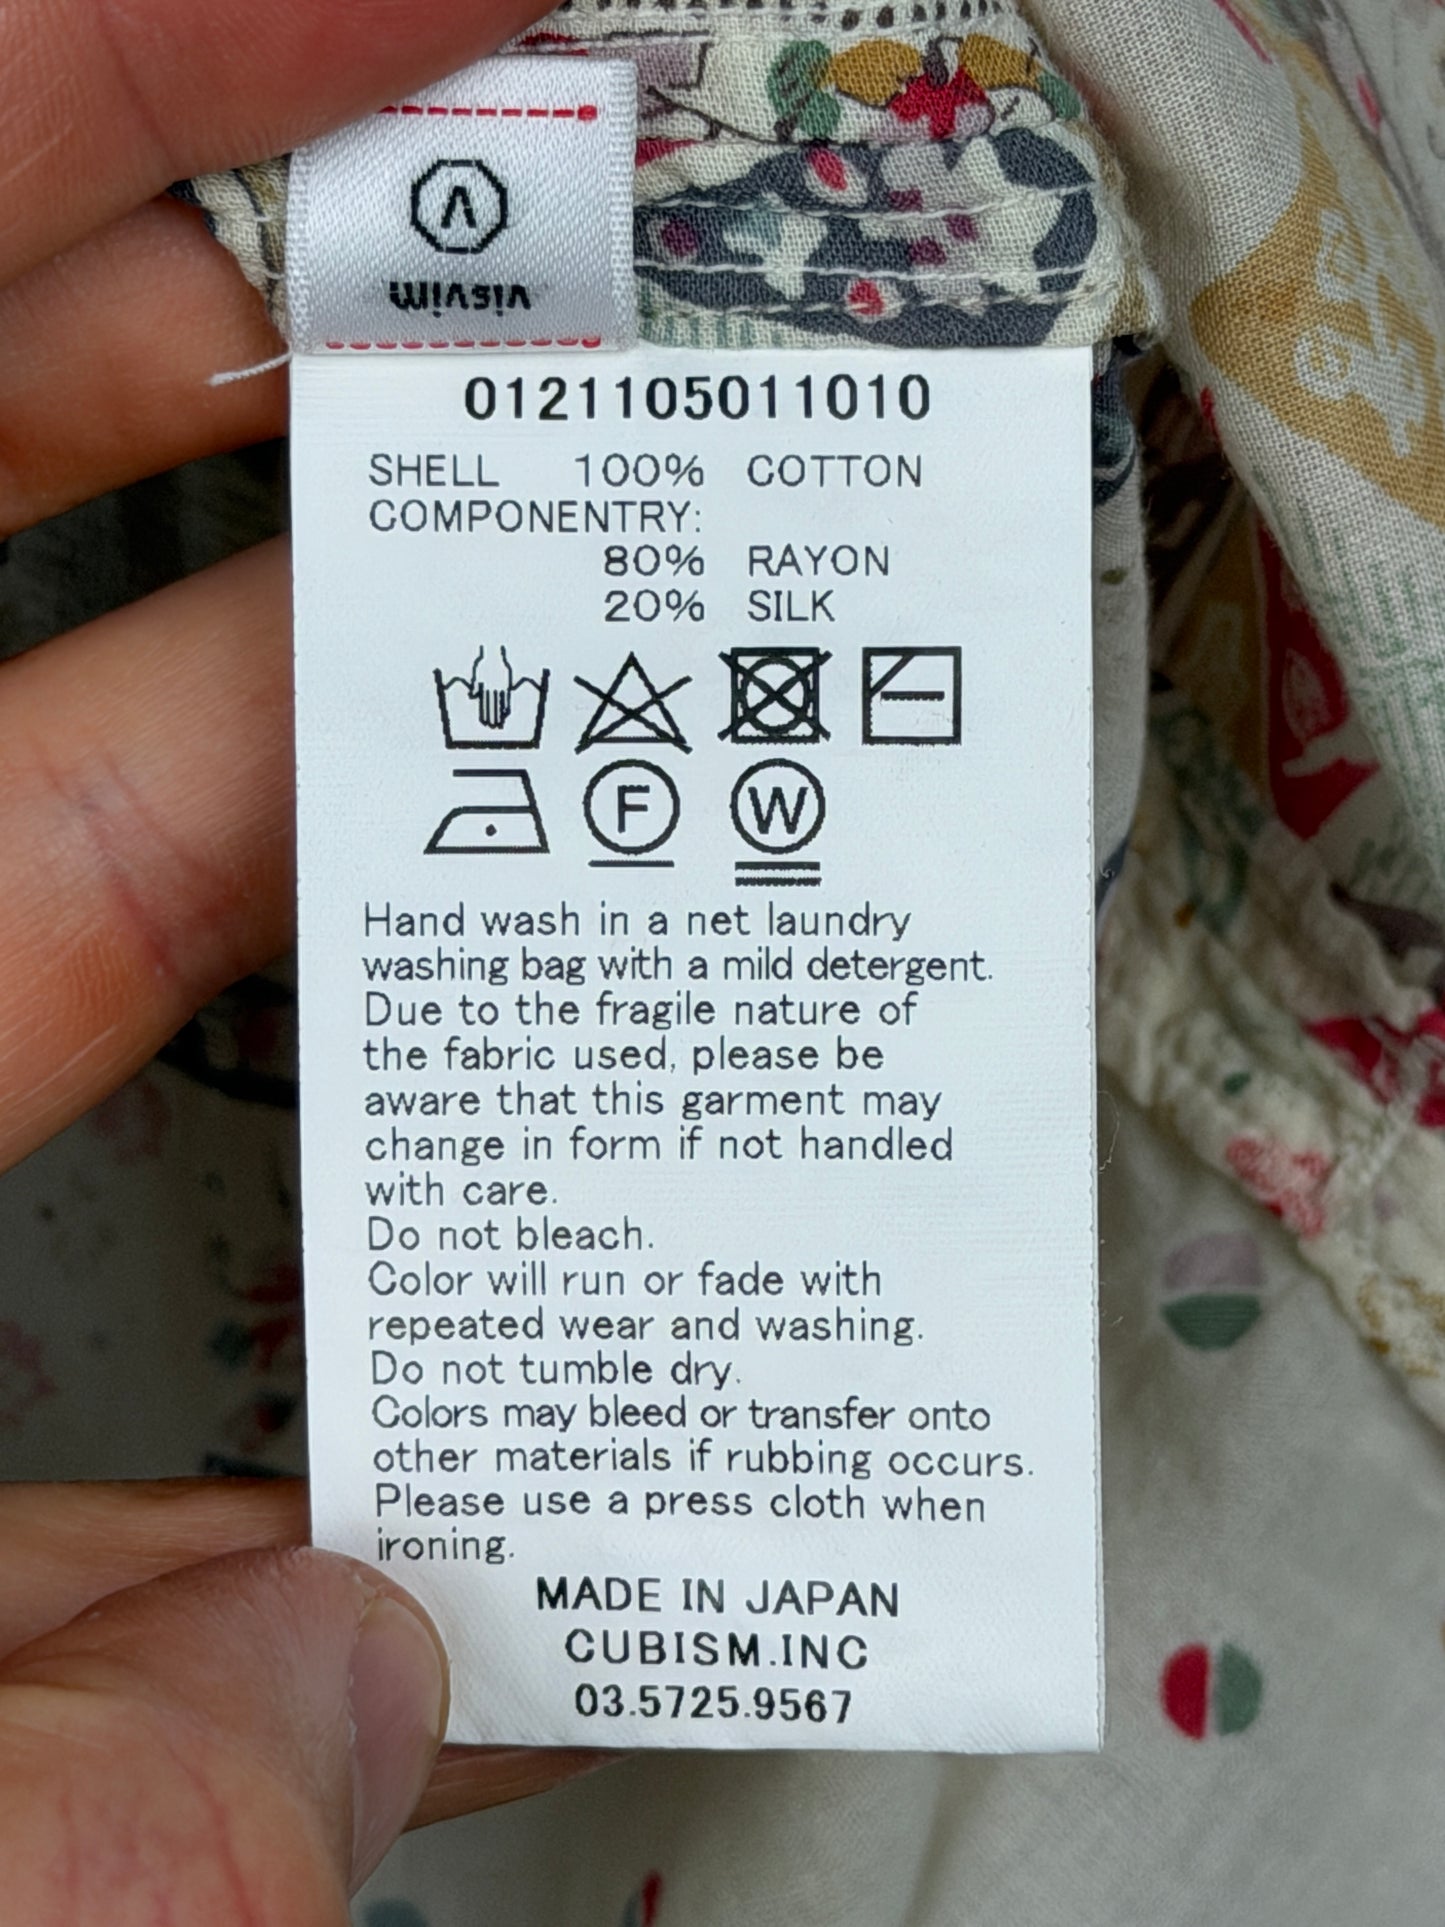 V
visvim
0121105011010
SHELL 100% COTTON
COMPONENTRY:
80% RAYON
20% SILK
F W
Hand wash in a net laundry
washing bag with a mild detergent.
Due to the fragile nature of
the fabric used, please be
aware that this garment may
change in form if not handled
with care.
Do not bleach.
Color will run or fade with
repeated wear and washing.
Do not tumble dry.
Colors may bleed or transfer onto
other materials if rubbing occurs.
Please use a press cloth when
ironing.
MADE IN JAPAN
CUBISM.INC
03.5725.9567